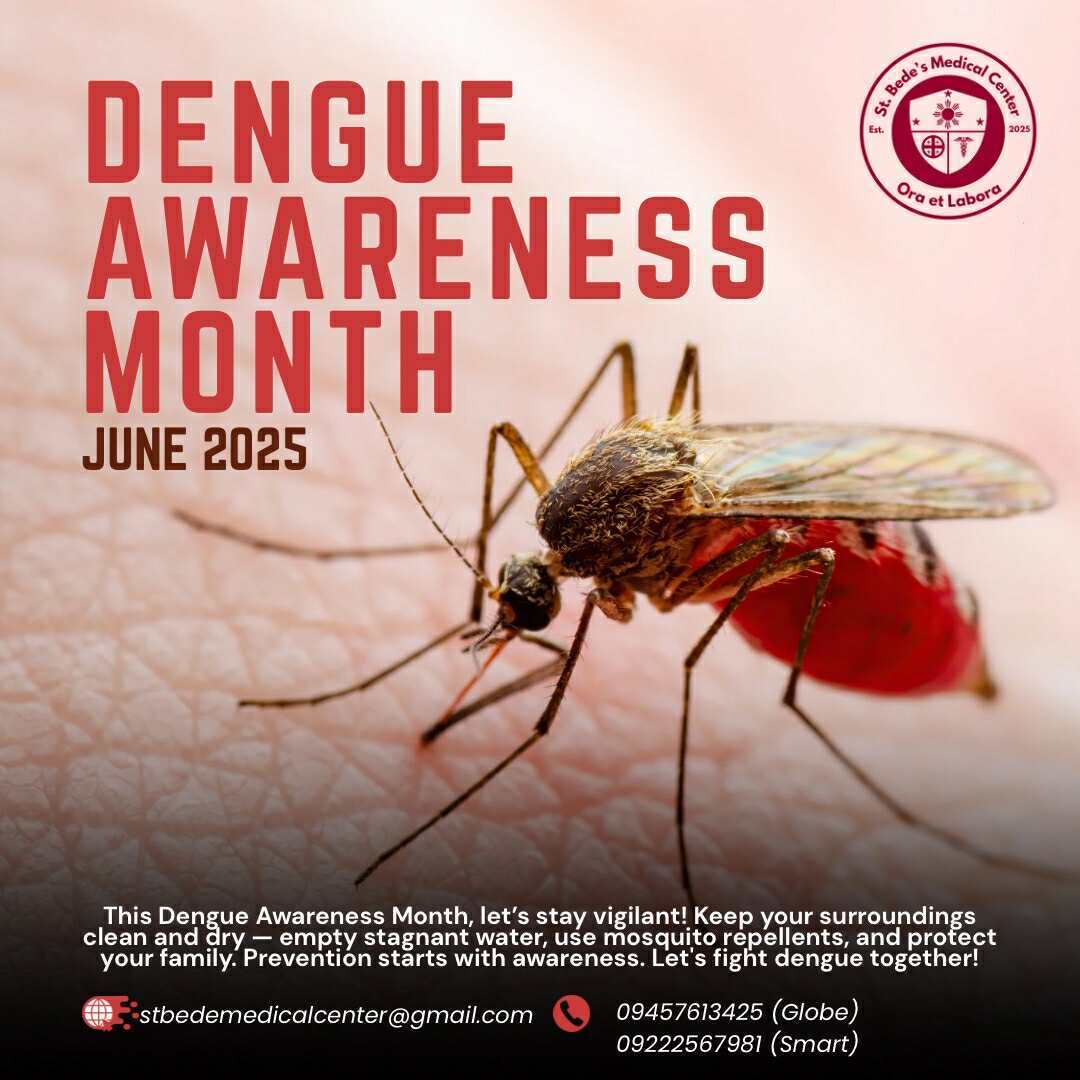 DENGUE
AWARENESS
MONTH
JUNE 2025
St. Bede's Medical Center
Est. 2025
Ora et Labora
This Dengue Awareness Month, let’s stay vigilant! Keep your surroundings
clean and dry — empty stagnant water, use mosquito repellents, and protect
your family. Prevention starts with awareness. Let's fight dengue together!
stbedemedicalcenter@gmail.com
09457613425 (Globe)
09222567981 (Smart)